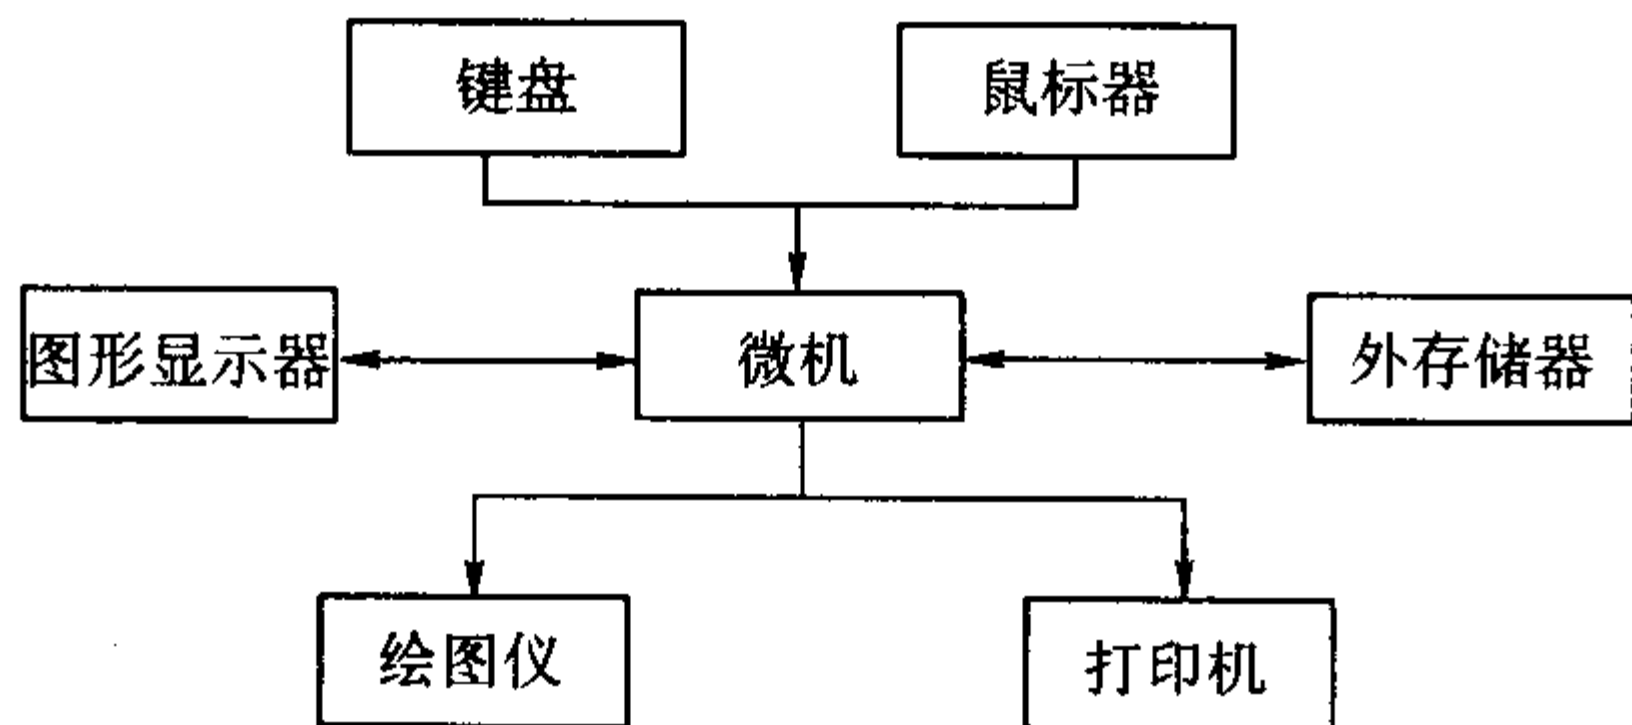 键盘
鼠标器
图形显示器
微机
外存储器
绘图仪
打印机